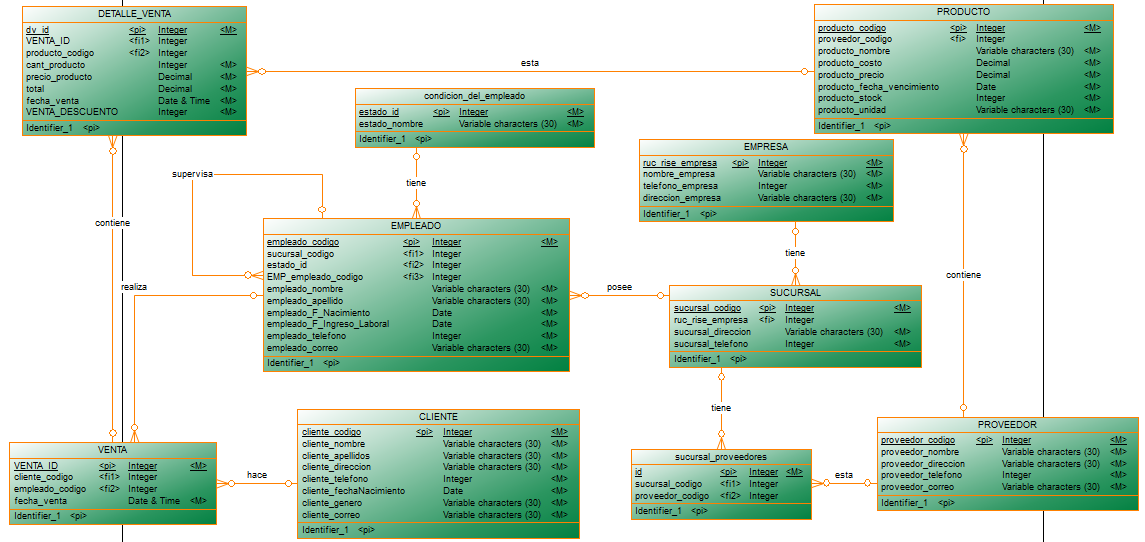 DETALLE_VENTA
dv_id <pi> Integer <M>
VENTA_ID <fi1> Integer
producto_codigo <fi2> Integer
cant_producto Integer <M>
precio_producto Decimal <M>
total Decimal <M>
fecha_venta Date & Time <M>
VENTA_DESCUENTO Integer <M>
Identifier_1 <pi>
esta
PRODUCTO
producto_codigo <pi> Integer <M>
proveedor_codigo <fi> Integer
producto_nombre Variable characters (30) <M>
producto_costo Decimal <M>
producto_precio Decimal <M>
producto_fecha_vencimiento Date <M>
producto_stock Integer <M>
producto_unidad Variable characters (30) <M>
Identifier_1 <pi>
condicion_del_empleado
estado_id <pi> Integer <M>
estado_nombre Variable characters (30) <M>
Identifier_1 <pi>
EMPRESA
ruc_rise_empresa <pi> Integer <M>
nombre_empresa Variable characters (30) <M>
telefono_empresa Integer <M>
direccion_empresa Variable characters (30) <M>
Identifier_1 <pi>
supervisa
tiene
contiene
EMPLEADO
empleado_codigo <pi> Integer <M>
sucursal_codigo <fi1> Integer
estado_id <fi2> Integer
EMP_empleado_codigo <fi3> Integer
empleado_nombre Variable characters (30) <M>
empleado_apellido Variable characters (30) <M>
empleado_F_Nacimiento Date <M>
empleado_F_Ingreso_Laboral Date <M>
empleado_telefono Integer <M>
empleado_correo Variable characters (30) <M>
Identifier_1 <pi>
tiene
contiene
realiza
posee
SUCURSAL
sucursal_codigo <pi> Integer <M>
ruc_rise_empresa <fi> Integer
sucursal_direccion Variable characters (30) <M>
sucursal_telefono Integer <M>
Identifier_1 <pi>
tiene
CLIENTE
cliente_codigo <pi> Integer <M>
cliente_nombre Variable characters (30) <M>
cliente_apellidos Variable characters (30) <M>
cliente_direccion Variable characters (30) <M>
cliente_telefono Integer <M>
cliente_fechaNacimiento Date <M>
cliente_genero Variable characters (30) <M>
cliente_correo Variable characters (30) <M>
Identifier_1 <pi>
PROVEEDOR
proveedor_codigo <pi> Integer <M>
proveedor_nombre Variable characters (30) <M>
proveedor_direccion Variable characters (30) <M>
proveedor_telefono Integer <M>
proveedor_correo Variable characters (30) <M>
Identifier_1 <pi>
VENTA
VENTA_ID <pi> Integer <M>
cliente_codigo <fi1> Integer
empleado_codigo <fi2> Integer
fecha_venta Date & Time <M>
Identifier_1 <pi>
hace
sucursal_proveedores
id <pi> Integer <M>
sucursal_codigo <fi1> Integer
proveedor_codigo <fi2> Integer
Identifier_1 <pi>
esta